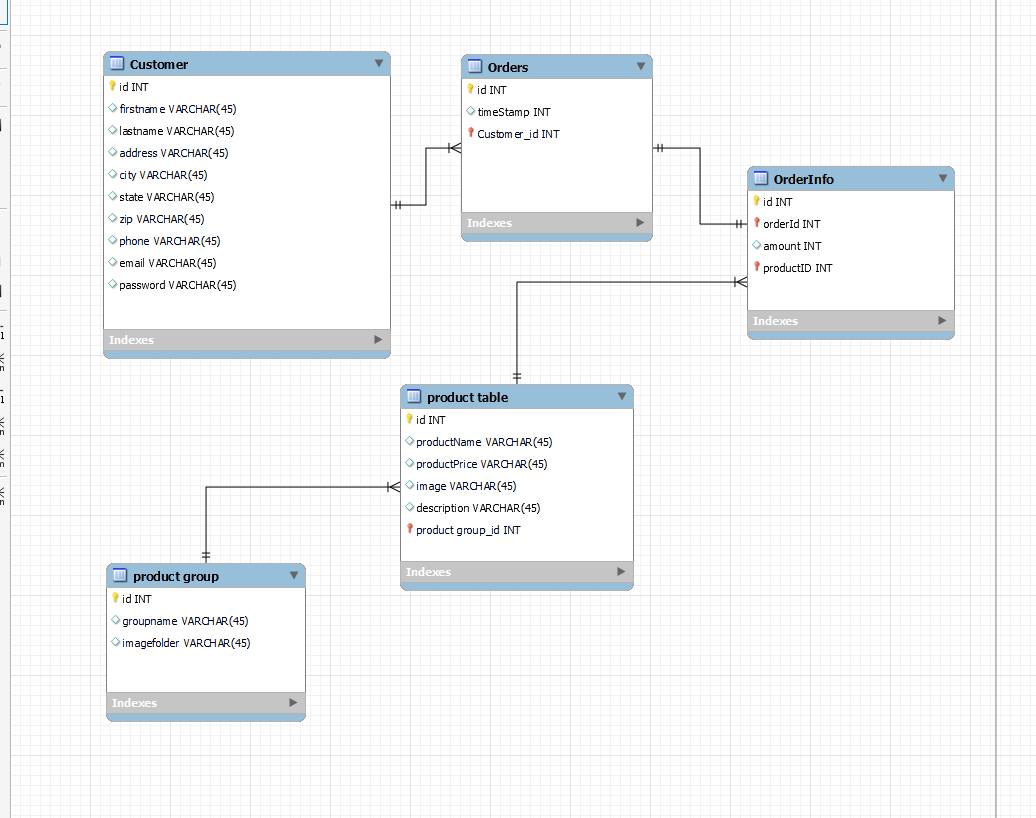 Customer
id INT
firstname VARCHAR(45)
lastname VARCHAR(45)
address VARCHAR(45)
city VARCHAR(45)
state VARCHAR(45)
zip VARCHAR(45)
phone VARCHAR(45)
email VARCHAR(45)
password VARCHAR(45)
Indexes
Orders
id INT
timeStamp INT
Customer_id INT
Indexes
OrderInfo
id INT
orderId INT
amount INT
productID INT
Indexes
product table
id INT
productName VARCHAR(45)
productPrice VARCHAR(45)
image VARCHAR(45)
description VARCHAR(45)
product group_id INT
Indexes
product group
id INT
groupname VARCHAR(45)
imagefolder VARCHAR(45)
Indexes